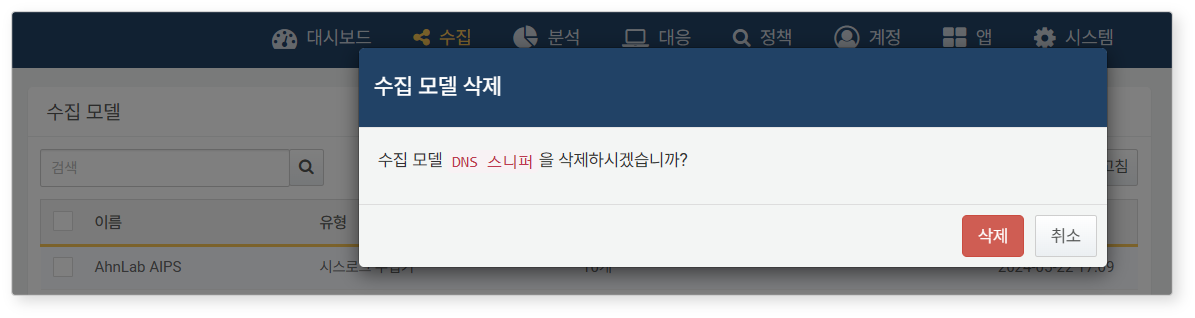 대시보드 수집 분석 대응 정책 계정 앱 시스템
수집 모델 삭제
수집 모델
수집 모델 DNS 스니퍼 을 삭제하시겠습니까?
검색
이름 유형
삭제 취소
AhnLab AIPS